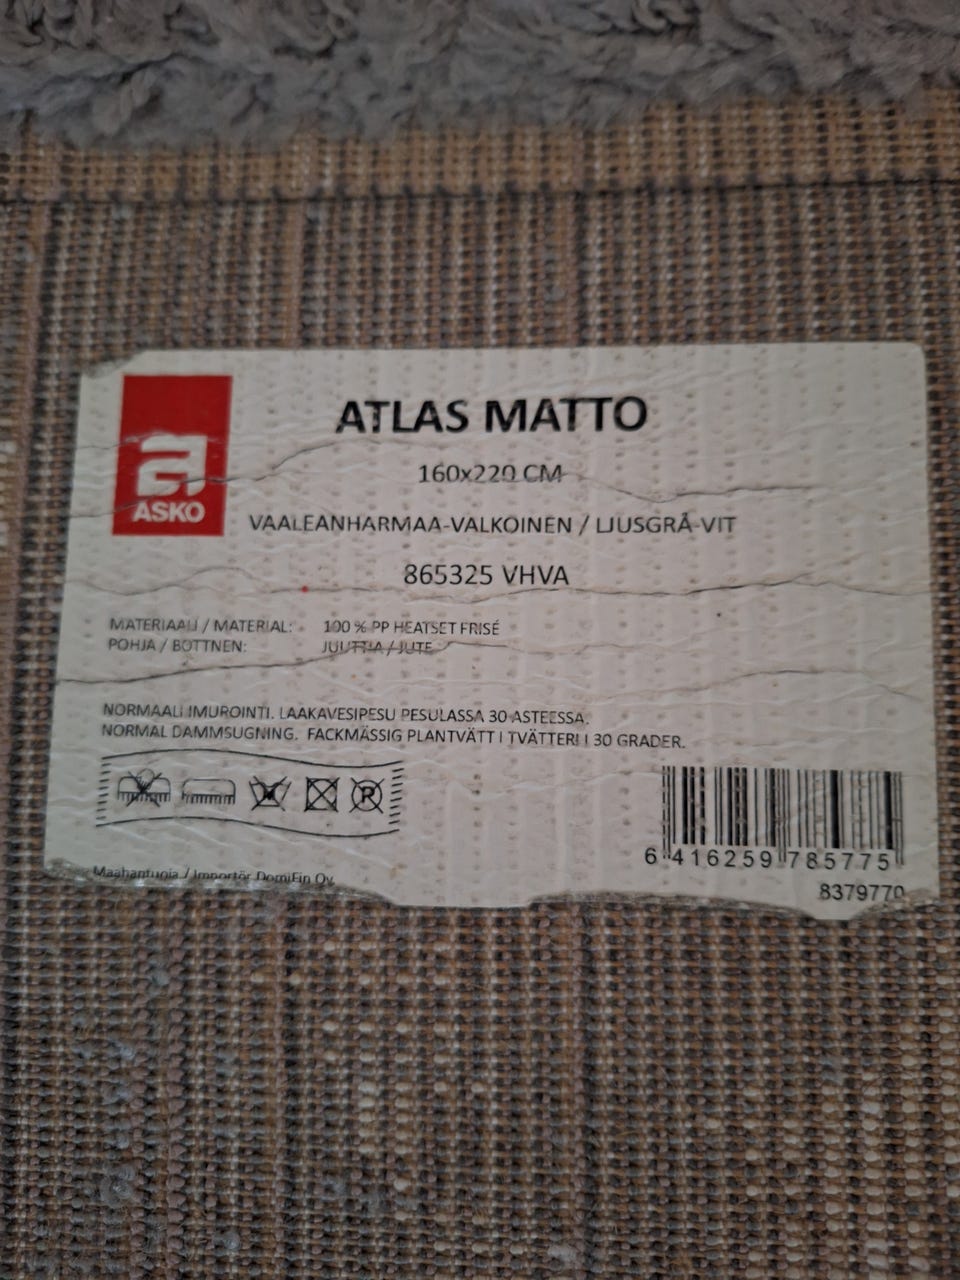 ATLAS MATTO
160x220 CM
a
ASKO
VAALEANHARMAA-VALKOINEN / LJUSGRÅ-VIT
865325 VHVA
MATERIAALI / MATERIAL: 100 % PP HEATSET FRISÉ
POHJA / BOTTNEN: JUUTTIA / JUTE
NORMAALI IMUROINTI. LAAKAVESIPESU PESULASSA 30 ASTEESSA.
NORMAL DAMMSUGNING. FACKMÄSSIG PLANTVÄTT I TVÄTTERI I 30 GRADER.
P
6 416259 785775
Maahantuoja / Importör DomiFin Oy
8379770